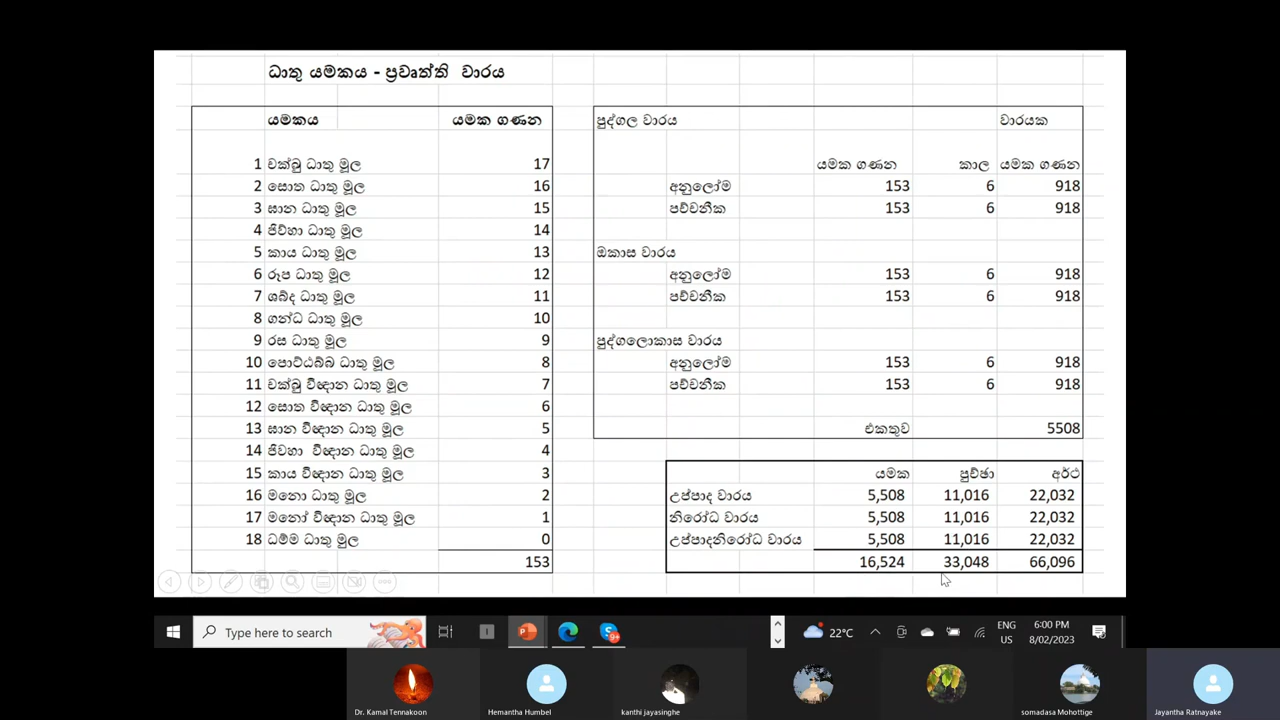 ධාතු යමකය - ප්‍රවෘත්ති වාරය
යමකය යමක ගණන
1 චක්ඛු ධාතු මූල 17
2 සොත ධාතු මූල 16
3 ඝාන ධාතු මූල 15
4 ජිව්හා ධාතු මූල 14
5 කාය ධාතු මූල 13
6 රූප ධාතු මූල 12
7 ශබ්ද ධාතු මූල 11
8 ගන්ධ ධාතු මූල 10
9 රස ධාතු මූල 9
10 පොට්ඨබ්බ ධාතු මූල 8
11 චක්ඛු විඥාන ධාතු මූල 7
12 සොත විඥාන ධාතු මූල 6
13 ඝාන විඥාන ධාතු මූල 5
14 ජිවහා විඥාන ධාතු මූල 4
15 කාය විඥාන ධාතු මූල 3
16 මනො ධාතු මූල 2
17 මනෝ විඥාන ධාතු මූල 1
18 ධම්ම ධාතු මුල 0
153
පුද්ගල වාරය වාරයක
යමක ගණන කාල යමක ගණන
අනුලෝම 153 6 918
පච්චනීක 153 6 918
ඔකාස වාරය
අනුලෝම 153 6 918
පච්චනීක 153 6 918
පුද්ගලොකාස වාරය
අනුලෝම 153 6 918
පච්චනීක 153 6 918
එකතුව 5508
යමක පුච්ඡා අර්ථ
උප්පාද වාරය 5,508 11,016 22,032
නිරෝධ වාරය 5,508 11,016 22,032
උප්පාදනිරෝධ වාරය 5,508 11,016 22,032
16,524 33,048 66,096
Type here to search
22°C
ENG
US
6:00 PM
8/02/2023
Dr. Kamal Tennakoon
Hemantha Humbel
kanthi jayasinghe
somadasa Mohottige
Jayantha Ratnayake